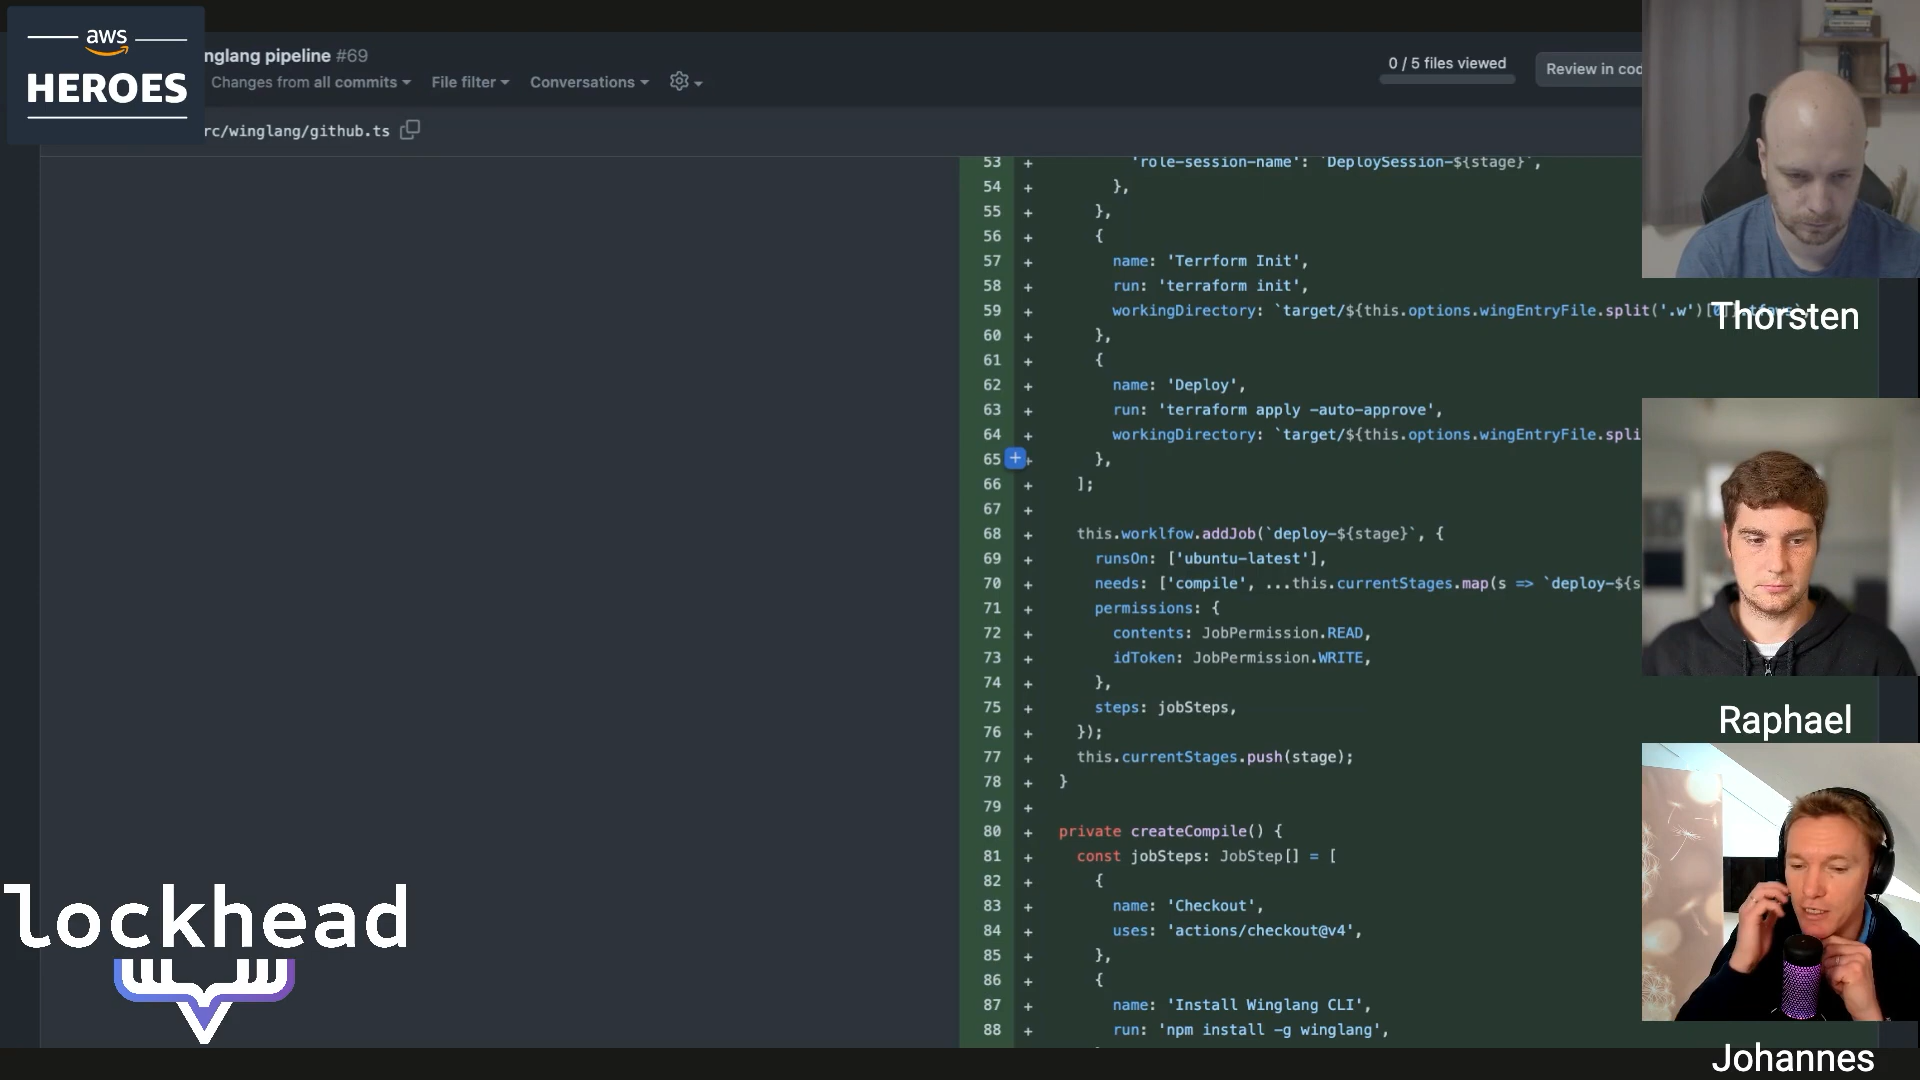 aws
HEROES
nglang pipeline #69
Changes from all commits
File filter
Conversations
0 / 5 files viewed
Review in cod
rc/winglang/github.ts
53 + 'role-session-name': `DeploySession-${stage}`,
54 + },
55 + },
56 + {
57 + name: 'Terrform Init',
58 + run: 'terraform init',
59 + workingDirectory: `target/${this.options.wingEntryFile.split('.w')[
60 + },
61 + {
62 + name: 'Deploy',
63 + run: 'terraform apply -auto-approve',
64 + workingDirectory: `target/${this.options.wingEntryFile.spli
65 + },
66 + ];
67 +
68 + this.worklfow.addJob(`deploy-${stage}`, {
69 + runsOn: ['ubuntu-latest'],
70 + needs: ['compile', ...this.currentStages.map(s => `deploy-${s
71 + permissions: {
72 + contents: JobPermission.READ,
73 + idToken: JobPermission.WRITE,
74 + },
75 + steps: jobSteps,
76 + });
77 + this.currentStages.push(stage);
78 + }
79 +
80 + private createCompile() {
81 + const jobSteps: JobStep[] = [
82 + {
83 + name: 'Checkout',
84 + uses: 'actions/checkout@v4',
85 + },
86 + {
87 + name: 'Install Winglang CLI',
88 + run: 'npm install -g winglang',
Thorsten
Raphael
Johannes
lockhead